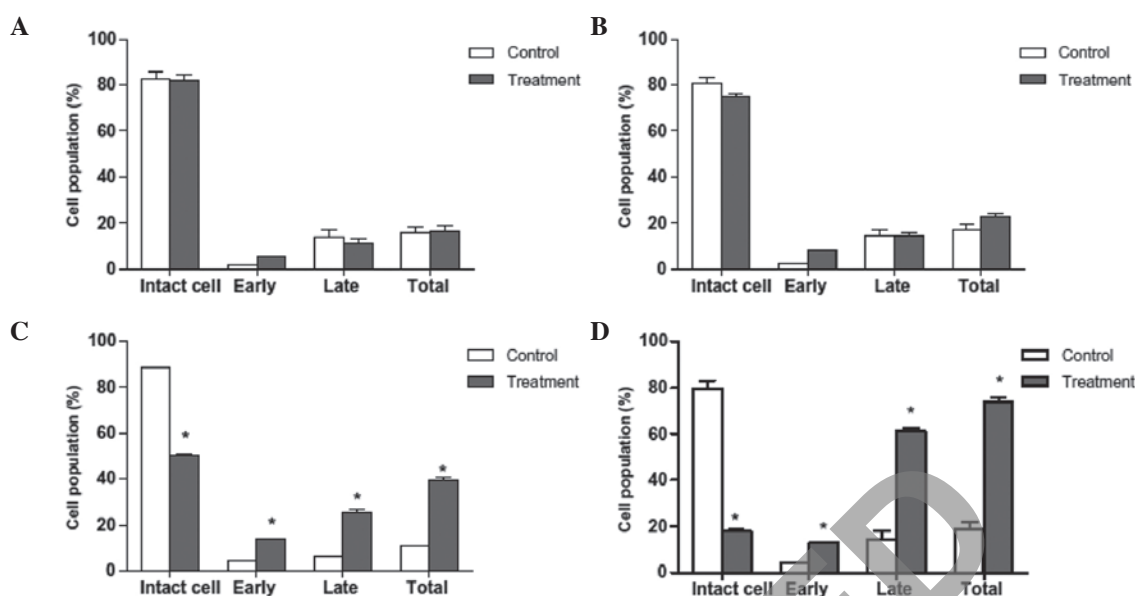 A
100
80
60
40
20
0
Cell population (%)
Control
Treatment
Intact cell Early Late Total
B
100
80
60
40
20
0
Cell population (%)
Control
Treatment
Intact cell Early Late Total
C
100
80
60
40
20
0
Cell population (%)
Control
Treatment
*
*
*
*
Intact cell Early Late Total
D
100
80
60
40
20
0
Cell population (%)
Control
Treatment
*
*
*
*
Intact cell Early Late Total